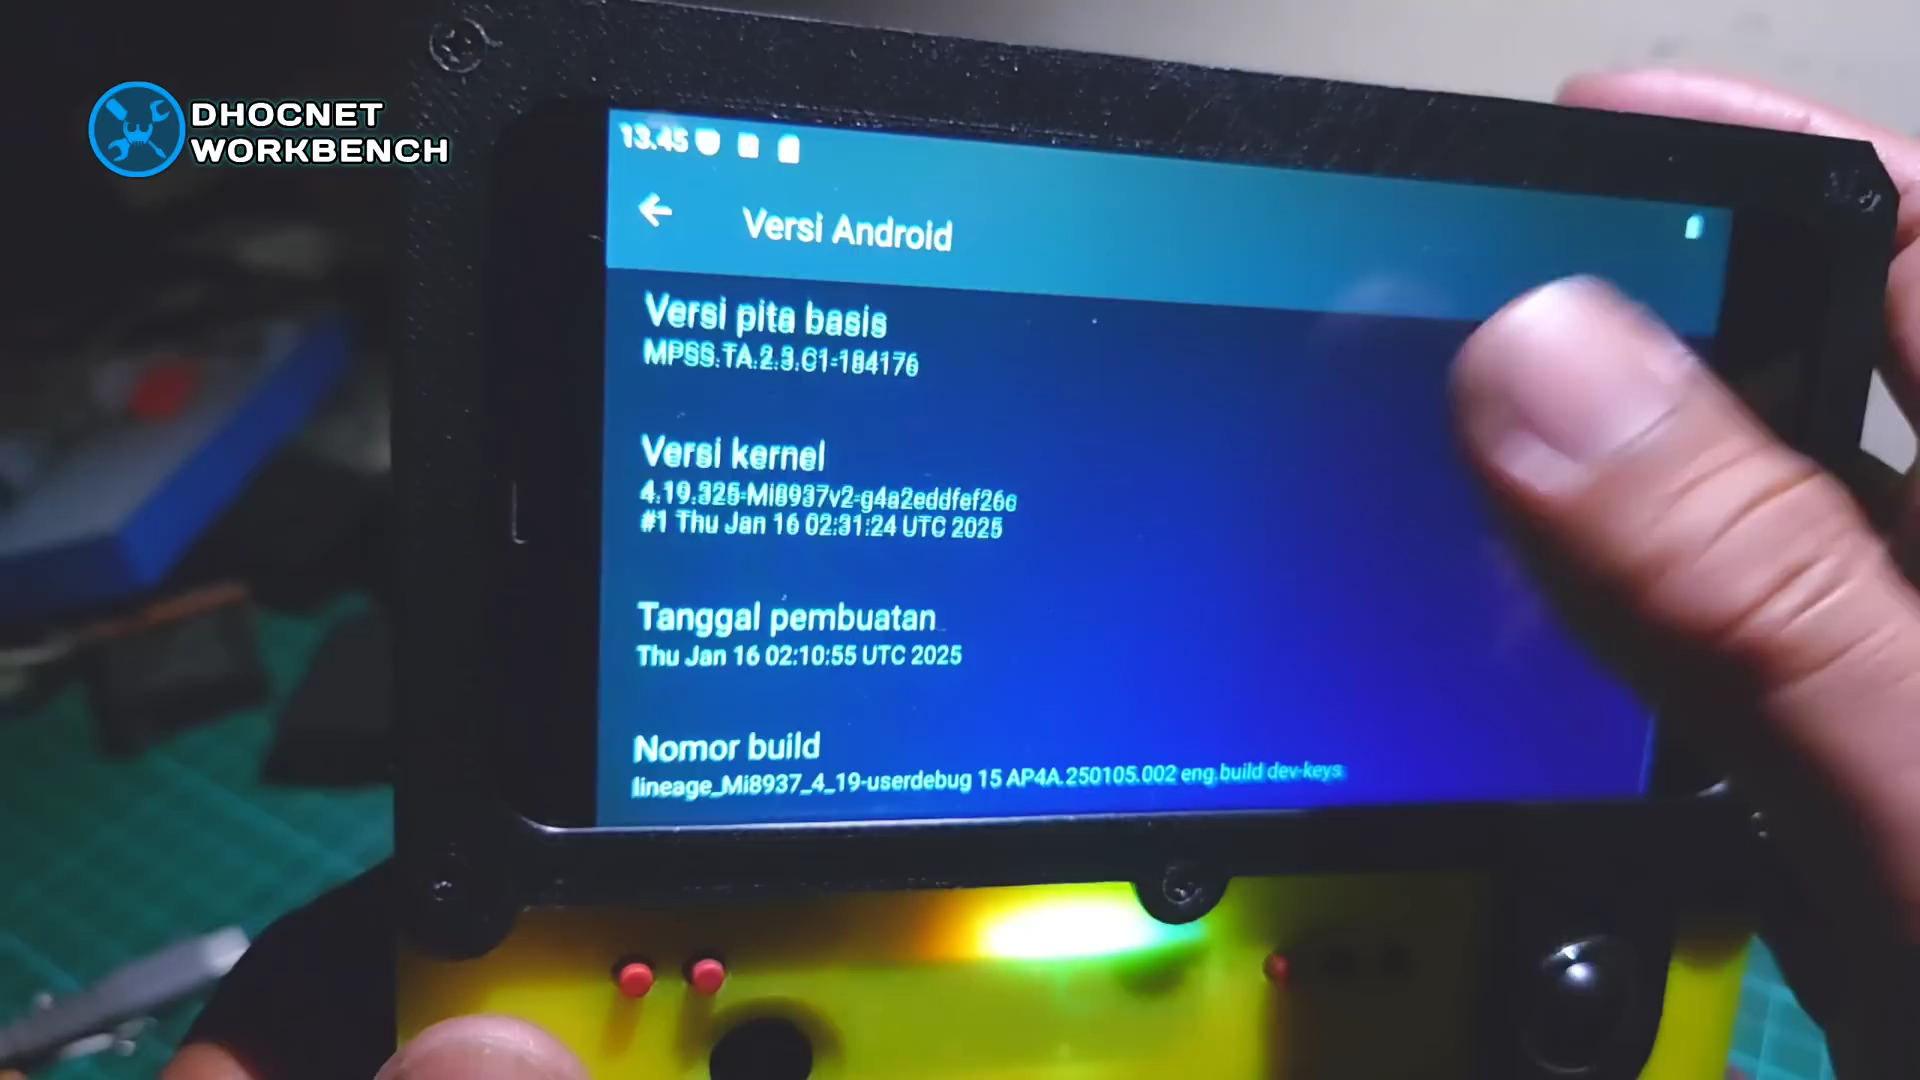 DHOCNET
WORKBENCH
13.45
Versi Android
Versi pita basis
MPSS.TA.2.3.C1-184176
Versi kernel
4.19.325-Mi8937v2-g4a2eddfef26c
#1 Thu Jan 16 02:31:24 UTC 2025
Tanggal pembuatan
Thu Jan 16 02:10:55 UTC 2025
Nomor build
lineage_Mi8937_4_19-userdebug 15 AP4A.250105.002 eng.build dev-keys